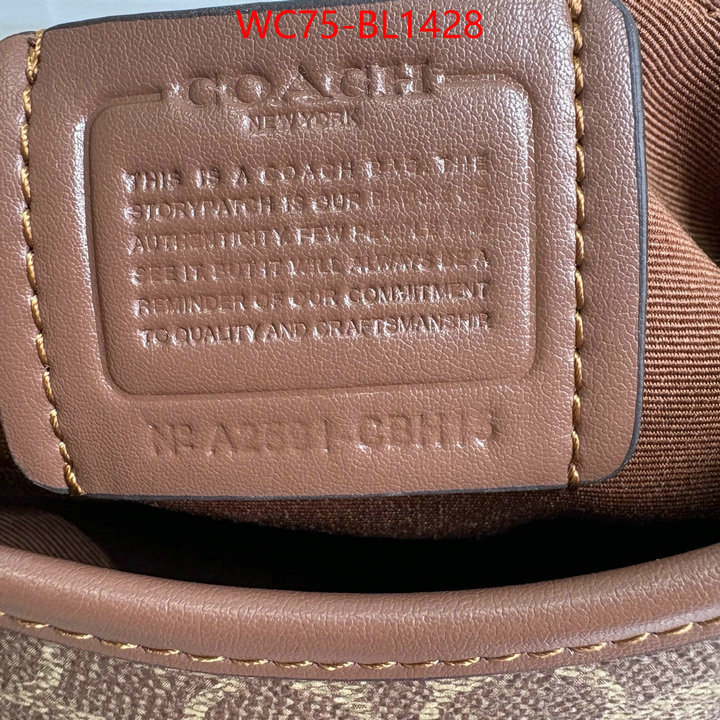 WC75-BL1428
COACH
NEW YORK
THIS IS A COACH BAG. THE
STORYPATCH IS OUR
AUTHENTICITY. FEW
SEE IT, BUT IT WILL ALWAYS BE A
REMINDER OF OUR COMMITMENT
TO QUALITY AND CRAFTSMANSHIP